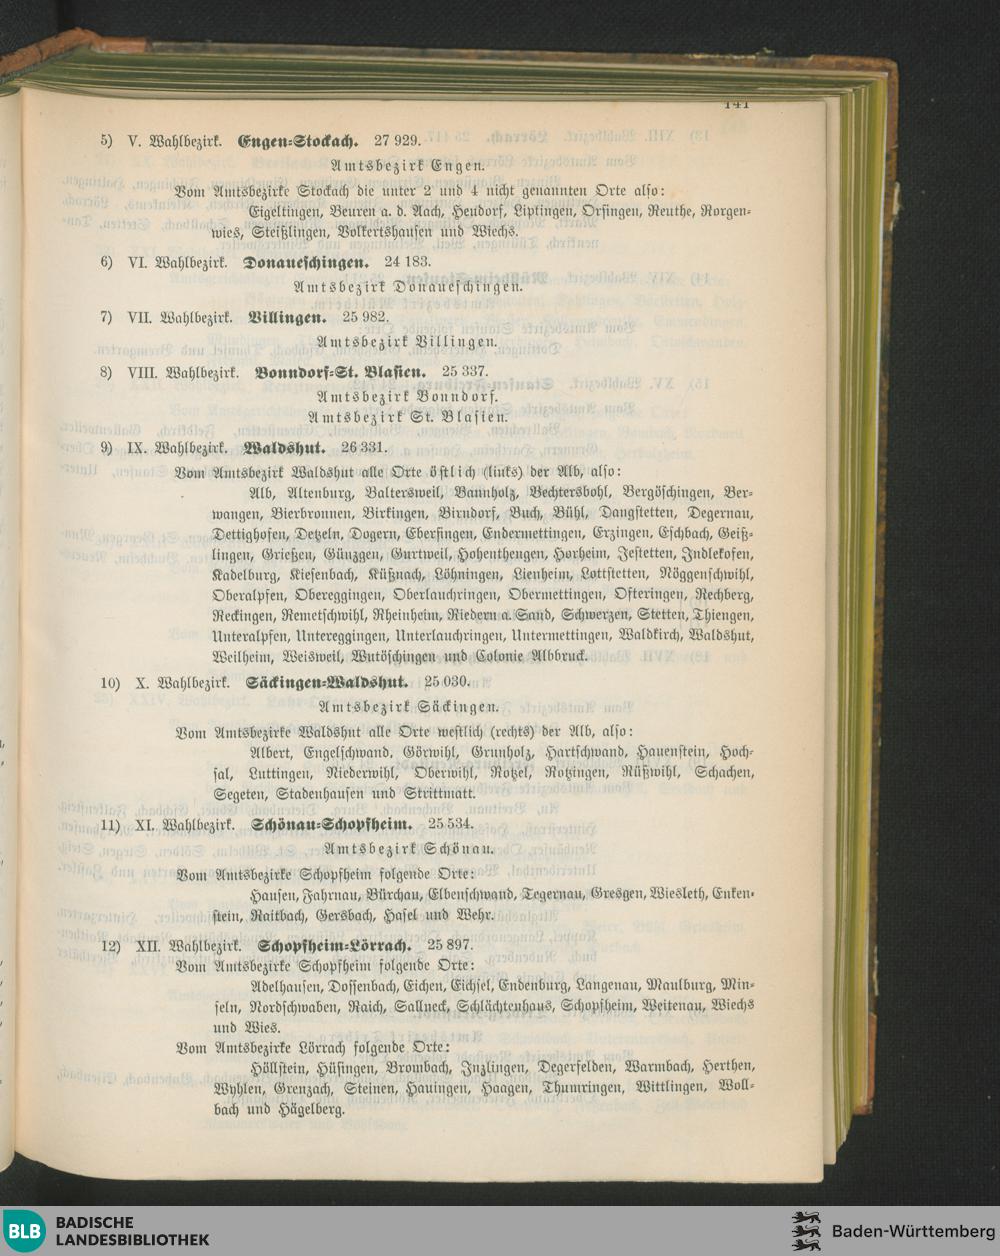 141
5) V. Wahlbezirk. Engen-Stockach. 27 929.
Amtsbezirk Engen.
Vom Amtsbezirke Stockach die unter 2 und 4 nicht genannten Orte also:
Eigeltingen, Beuren a. d. Aach, Heudorf, Liptingen, Orsingen, Reuthe, Rorgen-
wies, Steißlingen, Volkertshausen und Wiechs.
6) VI. Wahlbezirk. Donaueschingen. 24 183.
Amtsbezirk Donaueschingen.
7) VII. Wahlbezirk. Villingen. 25 982.
Amtsbezirk Villingen.
8) VIII. Wahlbezirk. Bonndorf-St. Blasien. 25 337.
Amtsbezirk Bonndorf.
Amtsbezirk St. Blasien.
9) IX. Wahlbezirk. Waldshut. 26 331.
Vom Amtsbezirk Waldshut alle Orte östlich (links) der Alb, also:
Alb, Altenburg, Baltersweil, Bannholz, Bechtersbohl, Bergöschingen, Ber-
wangen, Bierbronnen, Birkingen, Birndorf, Buch, Bühl, Dangstetten, Degernau,
Dettighofen, Detzeln, Dogern, Eberfingen, Endermettingen, Erzingen, Eschbach, Geiß-
lingen, Grießen, Günzgen, Gurtweil, Hohenthengen, Horheim, Jestetten, Indlekofen,
Kadelburg, Kiesenbach, Küßnach, Löhningen, Lienheim, Lottstetten, Nöggenschwihl,
Oberalpfen, Obereggingen, Oberlauchringen, Obermettingen, Ofteringen, Rechberg,
Reckingen, Remetschwihl, Rheinheim, Riedern a. Sand, Schwerzen, Stetten, Thiengen,
Unteralpfen, Untereggingen, Unterlauchringen, Untermettingen, Waldkirch, Waldshut,
Weilheim, Weisweil, Wutöschingen und Colonie Albbruck.
10) X. Wahlbezirk. Säckingen-Waldshut. 25 030.
Amtsbezirk Säckingen.
Vom Amtsbezirke Waldshut alle Orte westlich (rechts) der Alb, also:
Albert, Engelschwand, Görwihl, Grunholz, Hartschwand, Hauenstein, Hoch-
sal, Luttingen, Niederwihl, Oberwihl, Rotzel, Rotzingen, Rüßwihl, Schachen,
Segeten, Stadenhausen und Strittmatt.
11) XI. Wahlbezirk. Schönau-Schopfheim. 25 534.
Amtsbezirk Schönau.
Vom Amtsbezirke Schopfheim folgende Orte:
Hausen, Fahrnau, Bürchau, Elbenschwand, Tegernau, Gresgen, Wiesleth, Enken-
stein, Raitbach, Gersbach, Hasel und Wehr.
12) XII. Wahlbezirk. Schopfheim-Lörrach. 25 897.
Vom Amtsbezirke Schopfheim folgende Orte:
Adelhausen, Dossenbach, Eichen, Eichsel, Endenburg, Langenau, Maulburg, Min-
seln, Nordschwaben, Raich, Sallneck, Schlächtenhaus, Schopfheim, Weitenau, Wiechs
und Wies.
Vom Amtsbezirke Lörrach folgende Orte:
Höllstein, Hüsingen, Brombach, Inzlingen, Degerfelden, Warmbach, Herthen,
Wyhlen, Grenzach, Steinen, Hauingen, Haagen, Thumringen, Wittlingen, Woll-
bach und Hägelberg.
BLB BADISCHE
LANDESBIBLIOTHEK
Baden-Württemberg